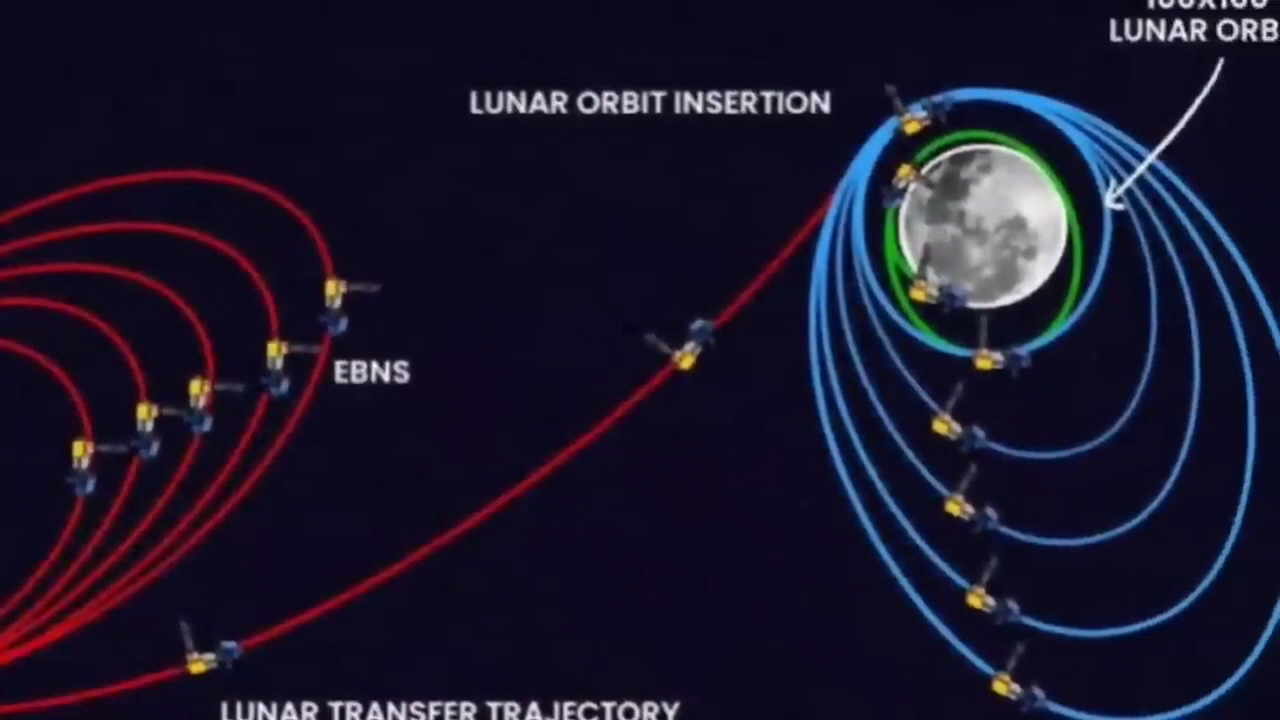 LUNAR ORB
LUNAR ORBIT INSERTION
EBNS
LUNAR TRANSFER TRAJECTORY